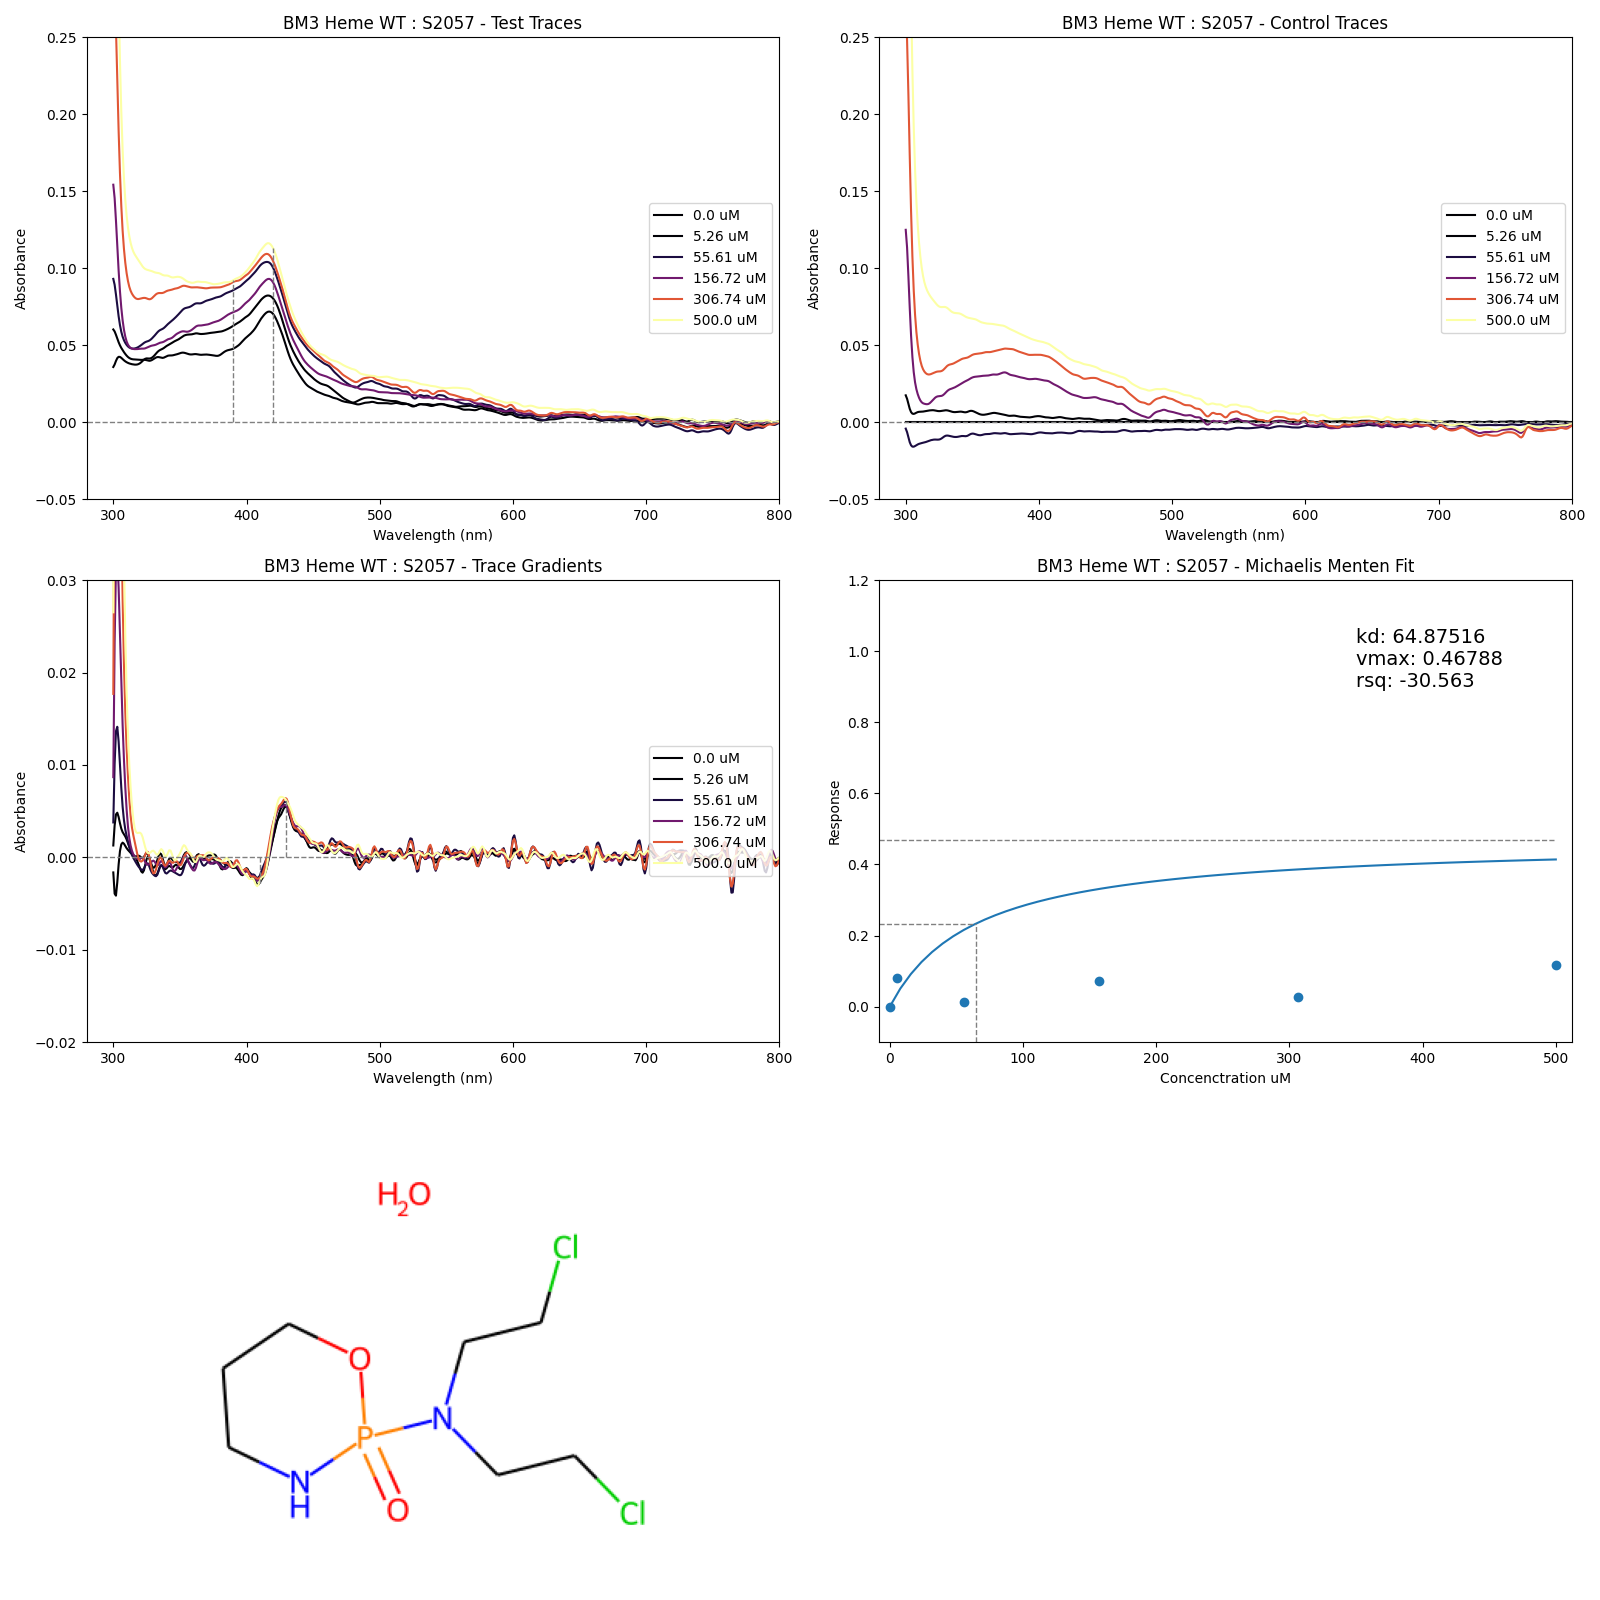 BM3 Heme WT : S2057 - Test Traces
0.25
0.20
0.15
0.10
0.05
0.00
−0.05
Absorbance
300 400 500 600 700 800
Wavelength (nm)
0.0 uM
5.26 uM
55.61 uM
156.72 uM
306.74 uM
500.0 uM
BM3 Heme WT : S2057 - Control Traces
0.25
0.20
0.15
0.10
0.05
0.00
−0.05
Absorbance
300 400 500 600 700 800
Wavelength (nm)
0.0 uM
5.26 uM
55.61 uM
156.72 uM
306.74 uM
500.0 uM
BM3 Heme WT : S2057 - Trace Gradients
0.03
0.02
0.01
0.00
−0.01
−0.02
Absorbance
300 400 500 600 700 800
Wavelength (nm)
0.0 uM
5.26 uM
55.61 uM
156.72 uM
306.74 uM
500.0 uM
BM3 Heme WT : S2057 - Michaelis Menten Fit
1.2
1.0
0.8
0.6
0.4
0.2
0.0
Response
0 100 200 300 400 500
Concenctration uM
kd: 64.87516
vmax: 0.46788
rsq: -30.563
H2O
Cl
O
N
P
NH
O
Cl